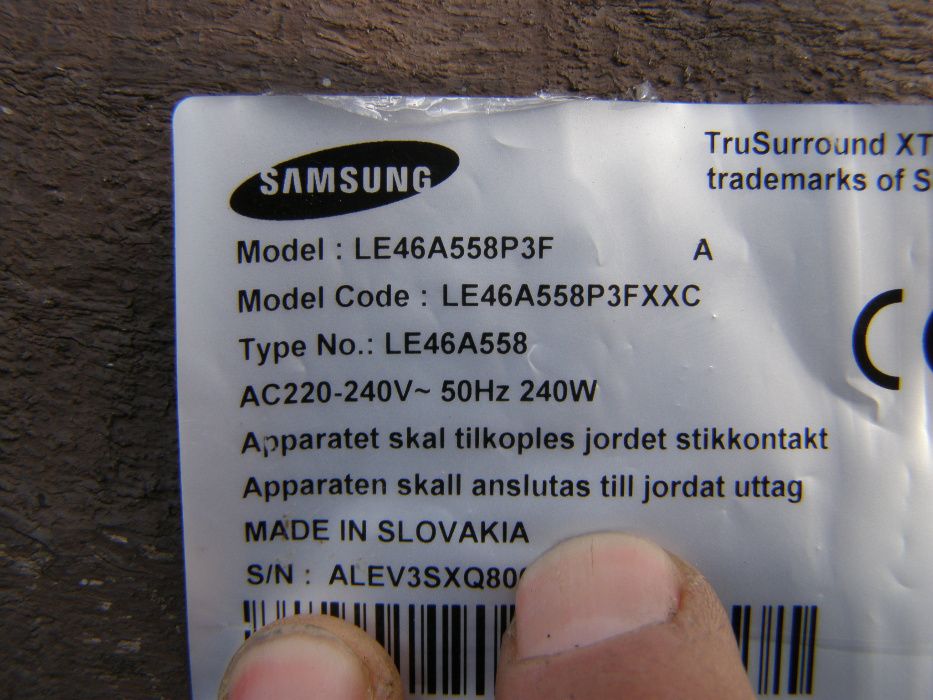 SAMSUNG
TruSurround XT
trademarks of S
Model : LE46A558P3F A
Model Code : LE46A558P3FXXC
Type No.: LE46A558
AC220-240V~ 50Hz 240W
Apparatet skal tilkoples jordet stikkontakt
Apparaten skall anslutas till jordat uttag
MADE IN SLOVAKIA
S/N : ALEV3SXQ80